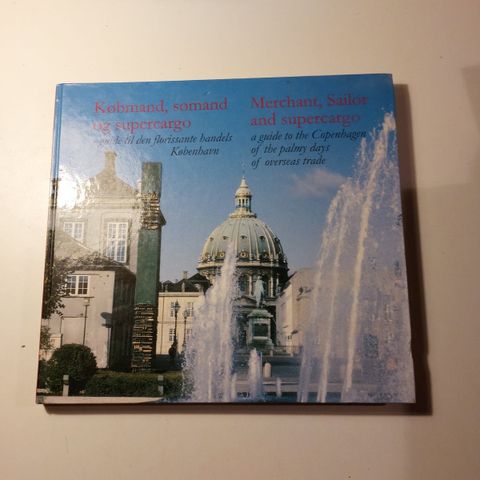 Købmand, sømand
og supercargo
- guide til den florissante handels
København
Merchant, Sailor
and supercargo
a guide to the Copenhagen
of the palmy days
of overseas trade